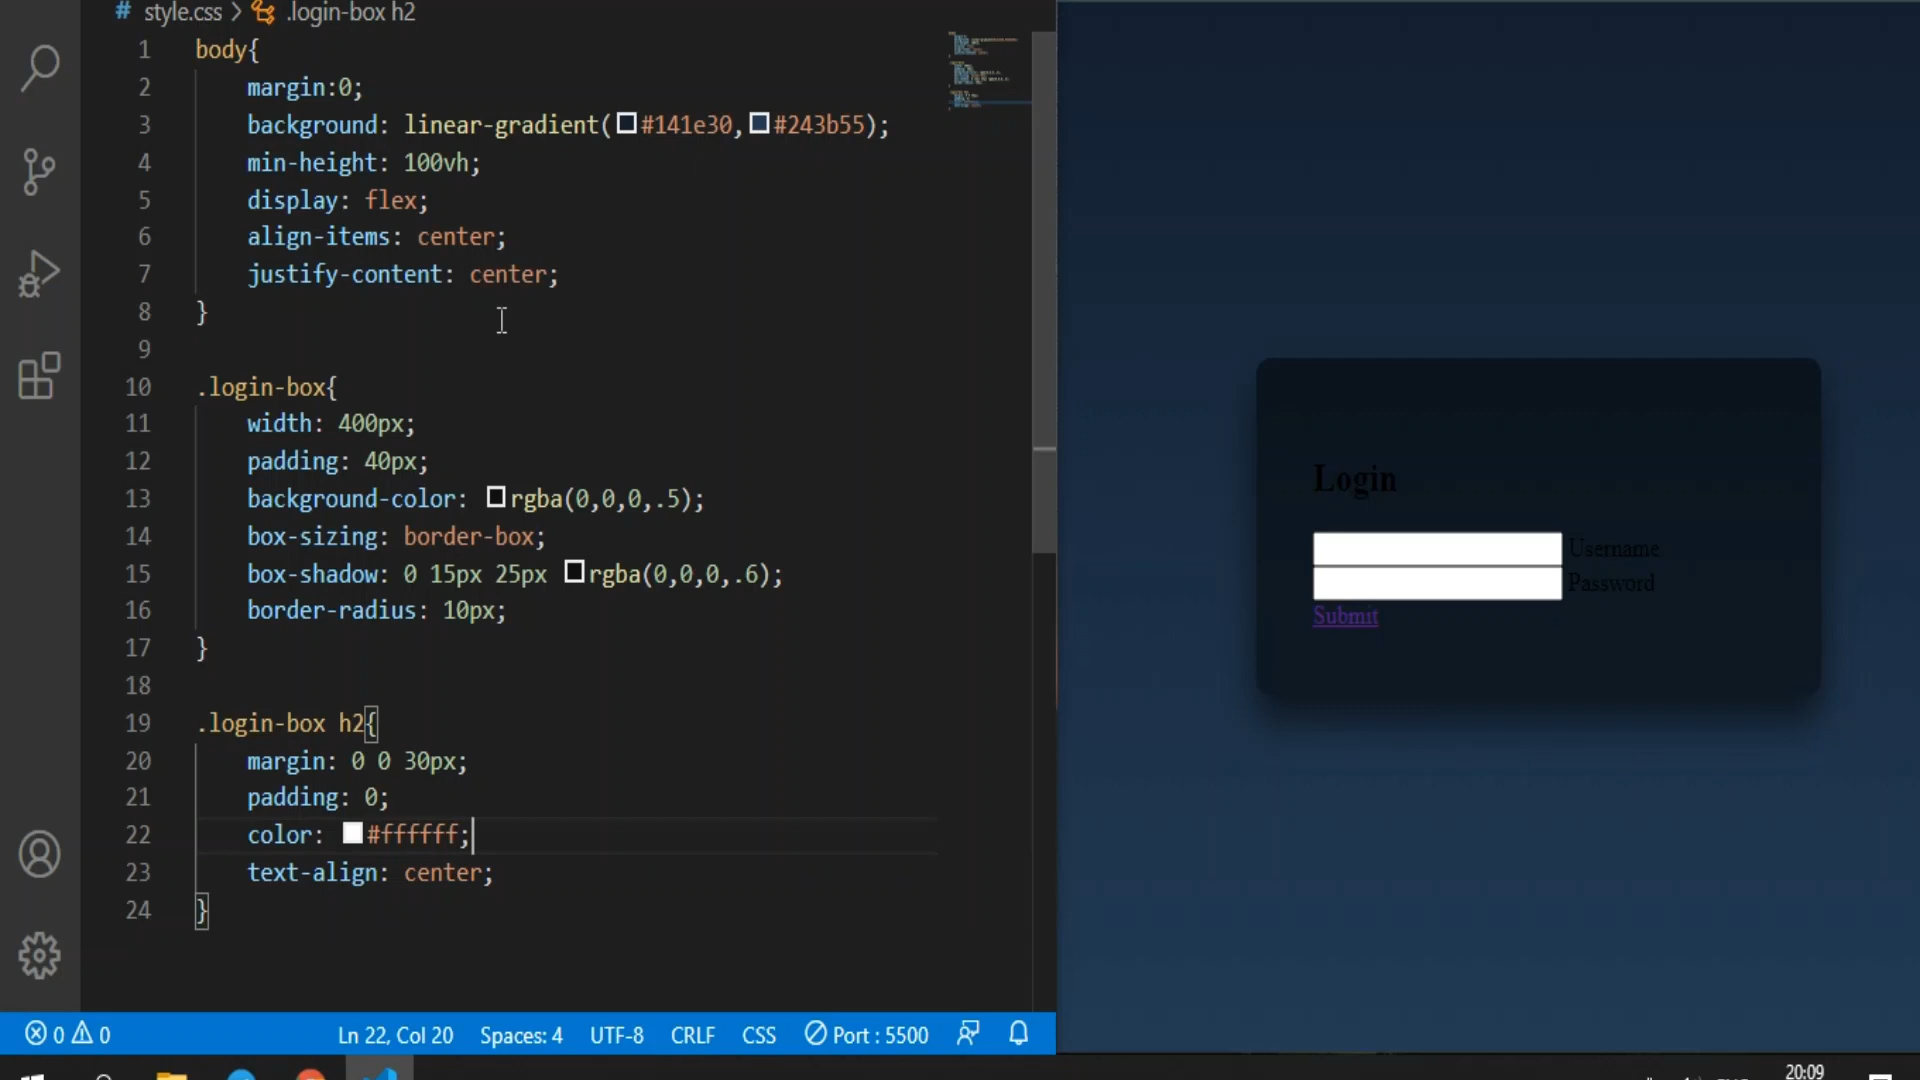 # style.css > .login-box h2
1 body{
2 margin:0;
3 background: linear-gradient(#141e30,#243b55);
4 min-height: 100vh;
5 display: flex;
6 align-items: center;
7 justify-content: center;
8 }
9
10 .login-box{
11 width: 400px;
12 padding: 40px;
13 background-color: rgba(0,0,0,.5);
14 box-sizing: border-box;
15 box-shadow: 0 15px 25px rgba(0,0,0,.6);
16 border-radius: 10px;
17 }
18
19 .login-box h2{
20 margin: 0 0 30px;
21 padding: 0;
22 color: #ffffff;
23 text-align: center;
24 }
0 0 Ln 22, Col 20 Spaces: 4 UTF-8 CRLF CSS Port : 5500
Login
Username
Password
Submit
20:09